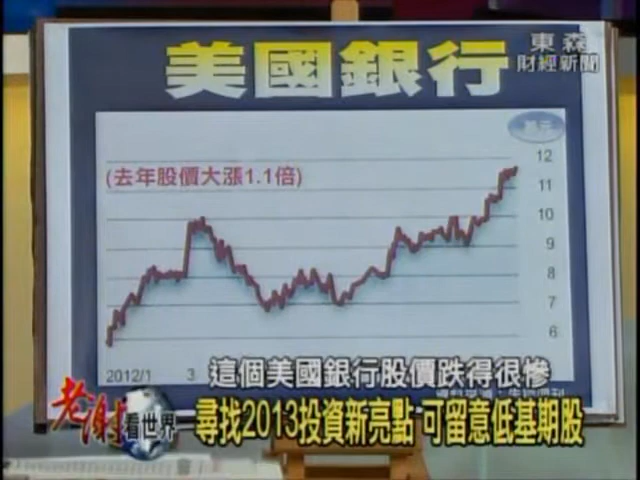 東森
財經新聞
美國銀行
美元
(去年股價大漲1.1倍)
12
11
10
9
8
7
6
2012/1
3
這個美國銀行股價跌得很慘
老謝看世界
尋找2013投資新亮點 可留意低基期股